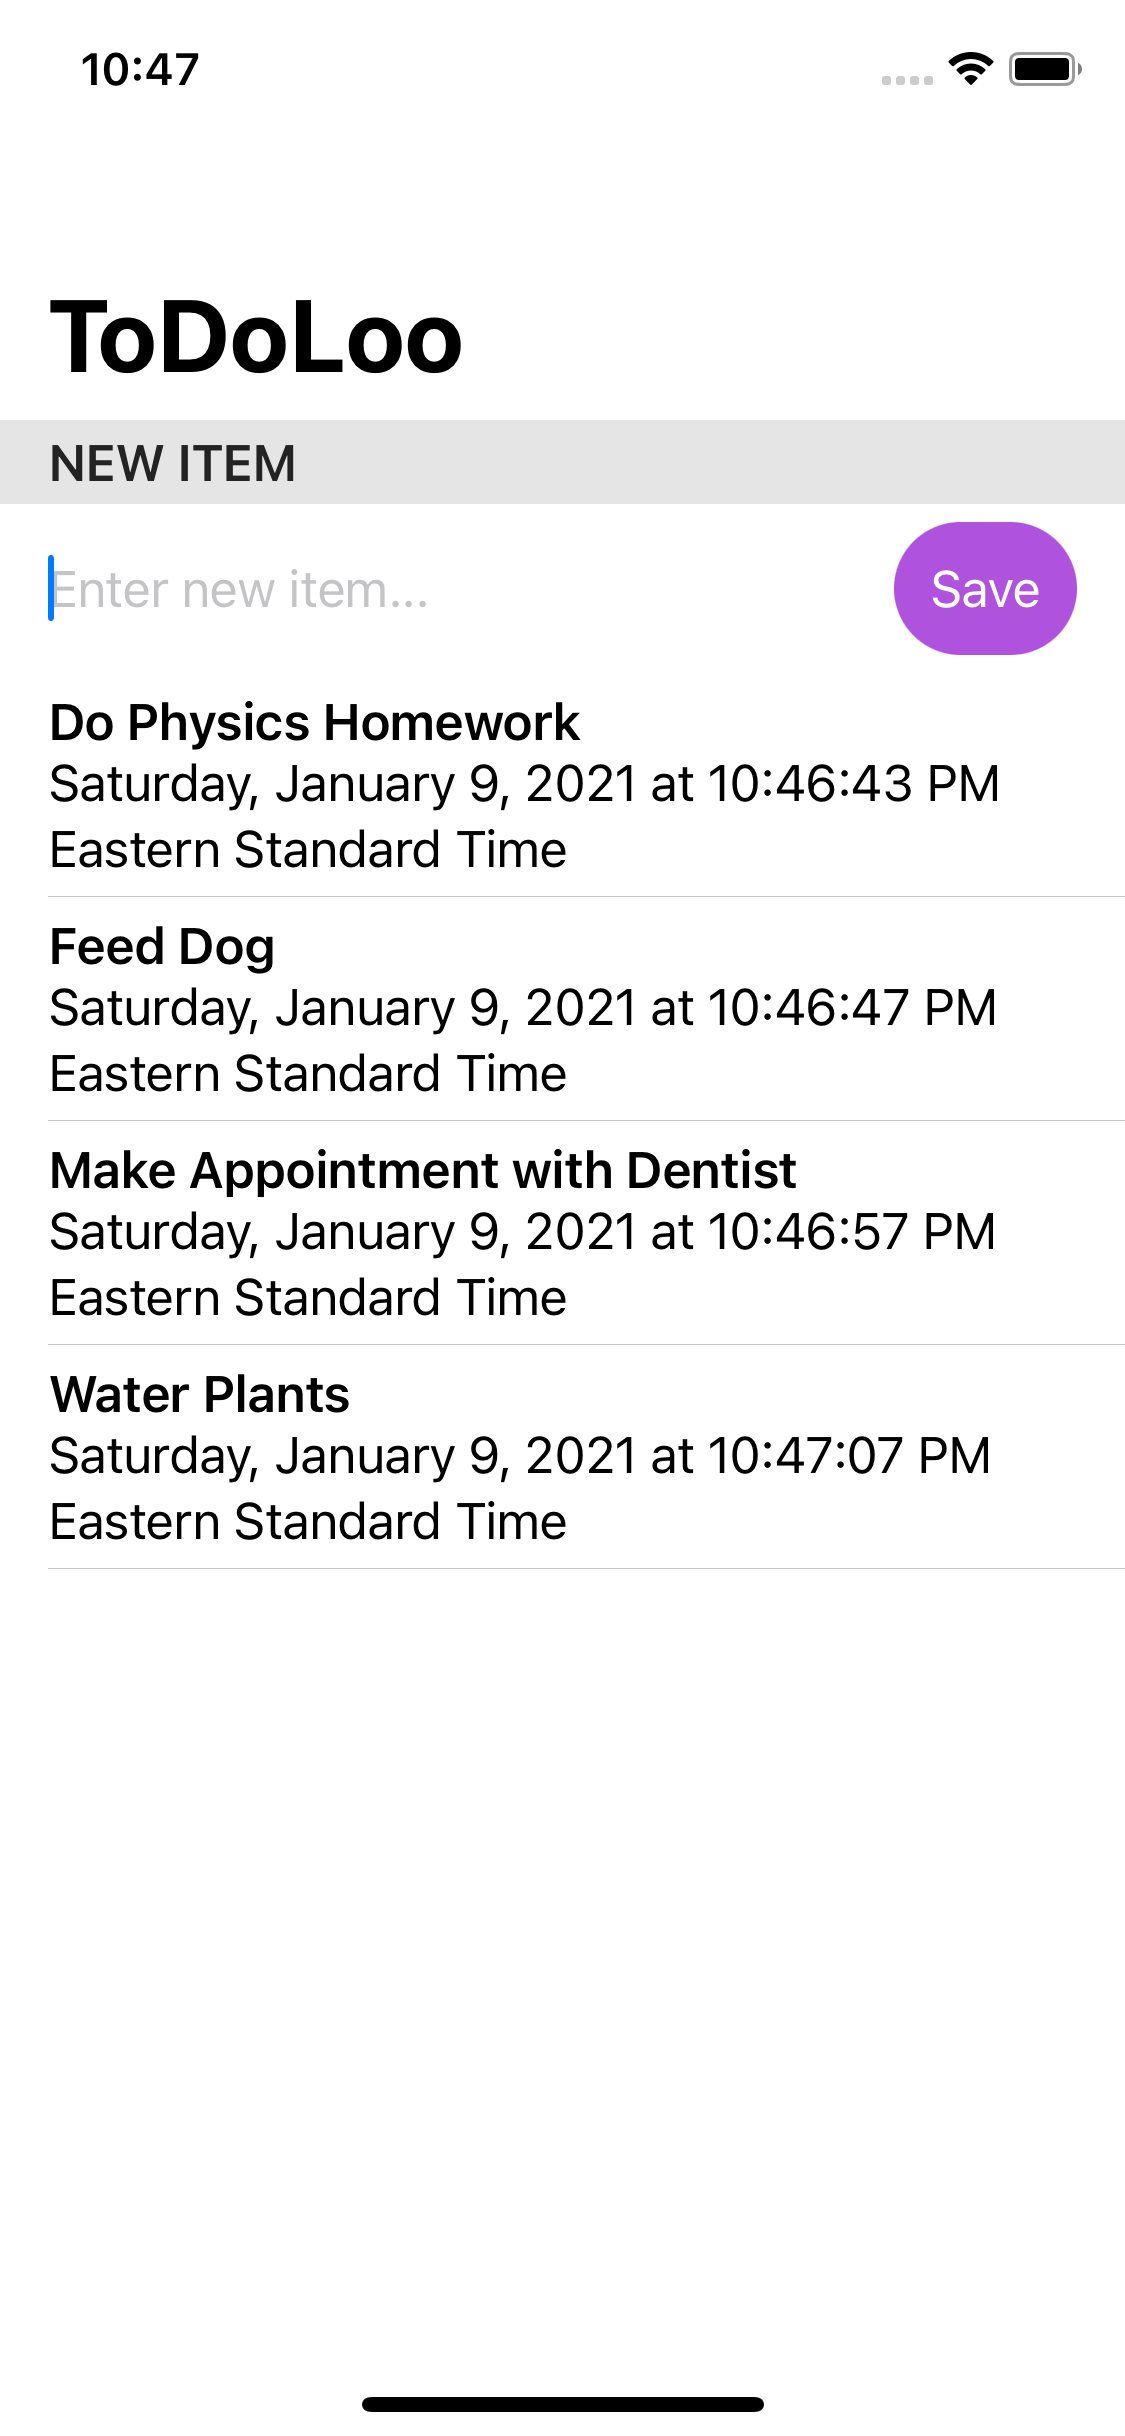 10:47
ToDoLoo
NEW ITEM
Enter new item...
Save
Do Physics Homework
Saturday, January 9, 2021 at 10:46:43 PM
Eastern Standard Time
Feed Dog
Saturday, January 9, 2021 at 10:46:47 PM
Eastern Standard Time
Make Appointment with Dentist
Saturday, January 9, 2021 at 10:46:57 PM
Eastern Standard Time
Water Plants
Saturday, January 9, 2021 at 10:47:07 PM
Eastern Standard Time